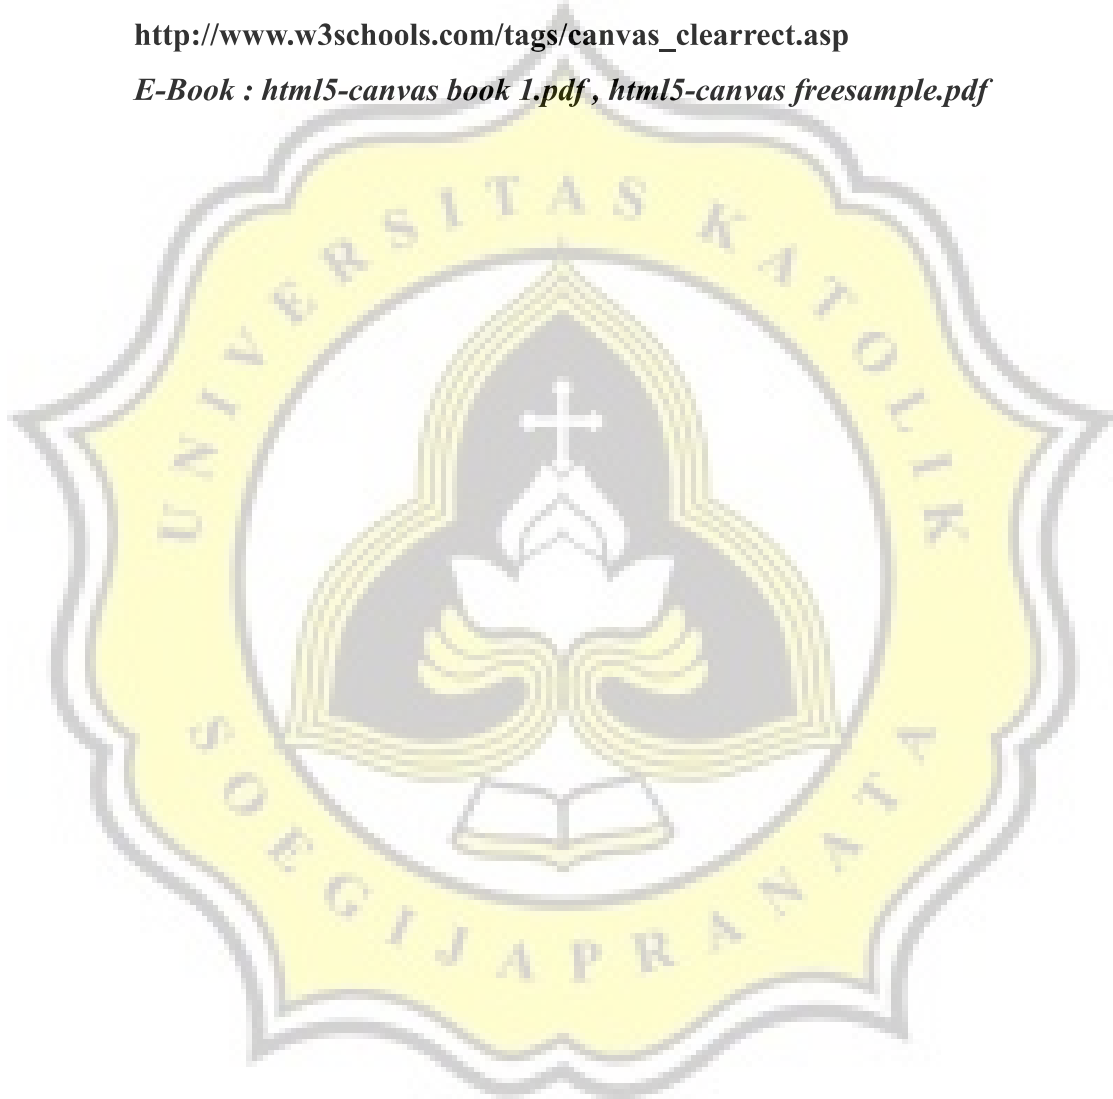 http://www.w3schools.com/tags/canvas_clearrect.asp
E-Book : html5-canvas book 1.pdf , html5-canvas freesample.pdf
UNIVERSITAS KATOLIK
SOEGIJAPRANATA